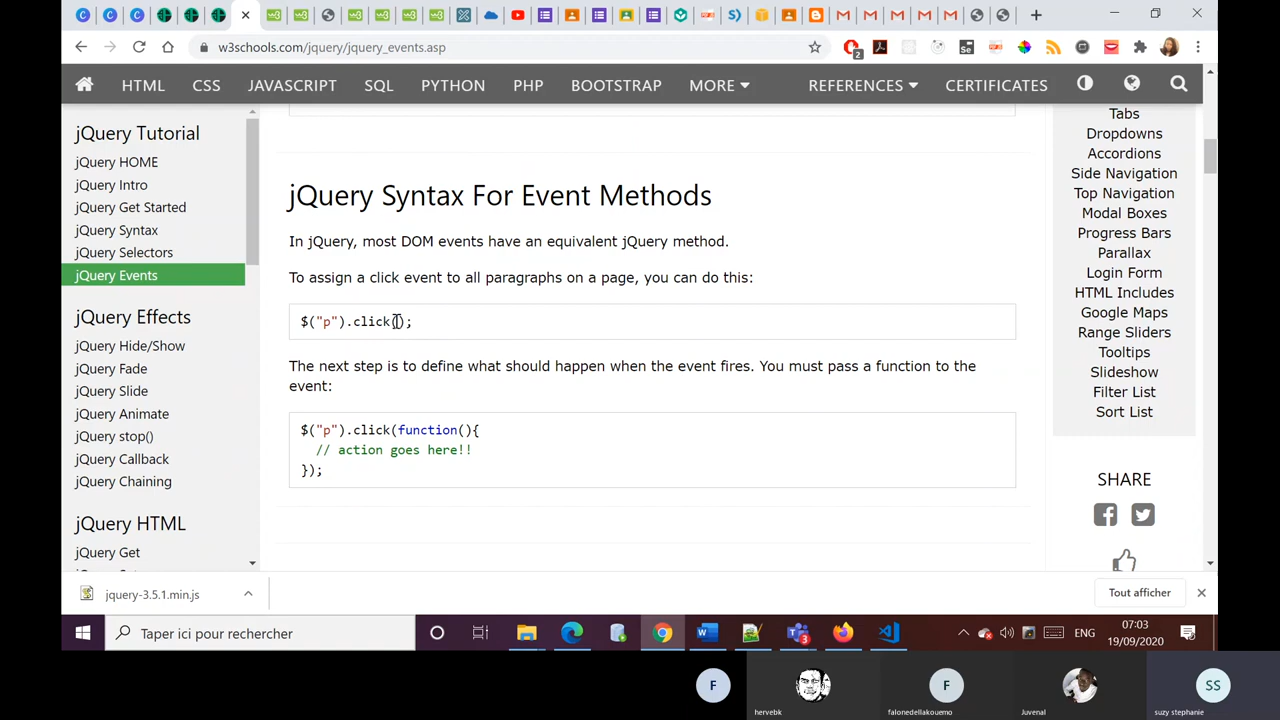 w3schools.com/jquery/jquery_events.asp
2
HTML CSS JAVASCRIPT SQL PYTHON PHP BOOTSTRAP MORE REFERENCES CERTIFICATES
jQuery Tutorial
jQuery HOME
jQuery Intro
jQuery Get Started
jQuery Syntax
jQuery Selectors
jQuery Events
jQuery Effects
jQuery Hide/Show
jQuery Fade
jQuery Slide
jQuery Animate
jQuery stop()
jQuery Callback
jQuery Chaining
jQuery HTML
jQuery Get
jQuery Syntax For Event Methods
In jQuery, most DOM events have an equivalent jQuery method.
To assign a click event to all paragraphs on a page, you can do this:
$("p").click();
The next step is to define what should happen when the event fires. You must pass a function to the
event:
$("p").click(function(){
// action goes here!!
});
Tabs
Dropdowns
Accordions
Side Navigation
Top Navigation
Modal Boxes
Progress Bars
Parallax
Login Form
HTML Includes
Google Maps
Range Sliders
Tooltips
Slideshow
Filter List
Sort List
SHARE
jquery-3.5.1.min.js
Tout afficher
Taper ici pour rechercher
3
ENG
07:03
19/09/2020
F
hervebk
F
falonedellakouemo
Juvenal
SS
suzy stephanie